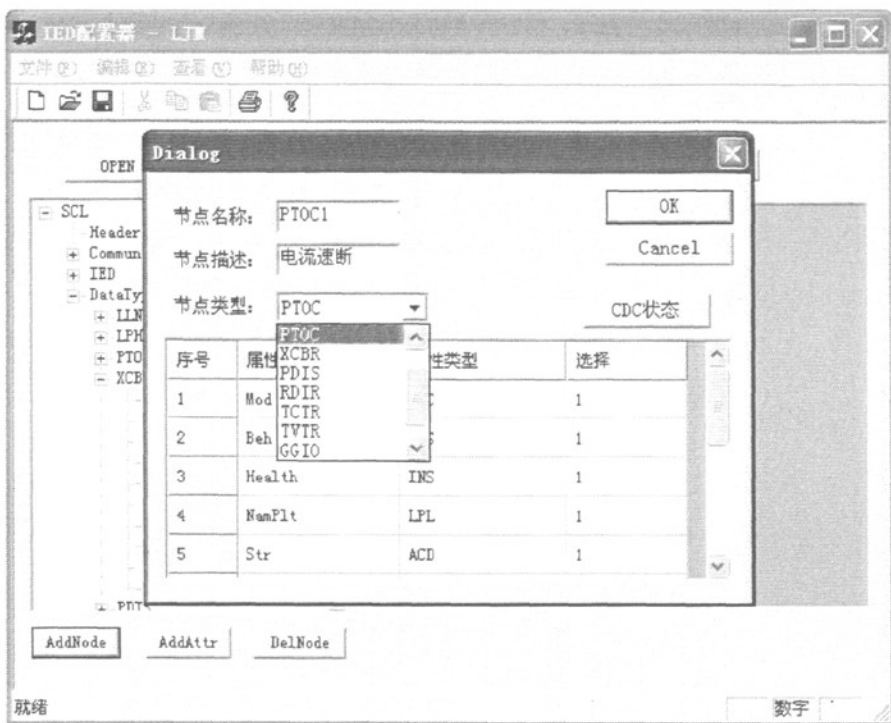 IED配置器 - LJW
文件(F) 编辑(E) 查看(V) 帮助(H)
OPEN
Dialog
节点名称: PTOC1
OK
节点描述: 电流速断
Cancel
节点类型: PTOC
CDC状态
PTOC
XCBR
PDIS
RDIR
TCTR
TVTR
GGIO
序号 属性 性类型 选择
1 Mod 1
2 Beh 1
3 Health INS 1
4 NamPlt LPL 1
5 Str ACD 1
SCL
Header
Commun
IED
DataTy
LLN
LPH
PTO
XCB
AddNode AddAttr DelNode
就绪
数字